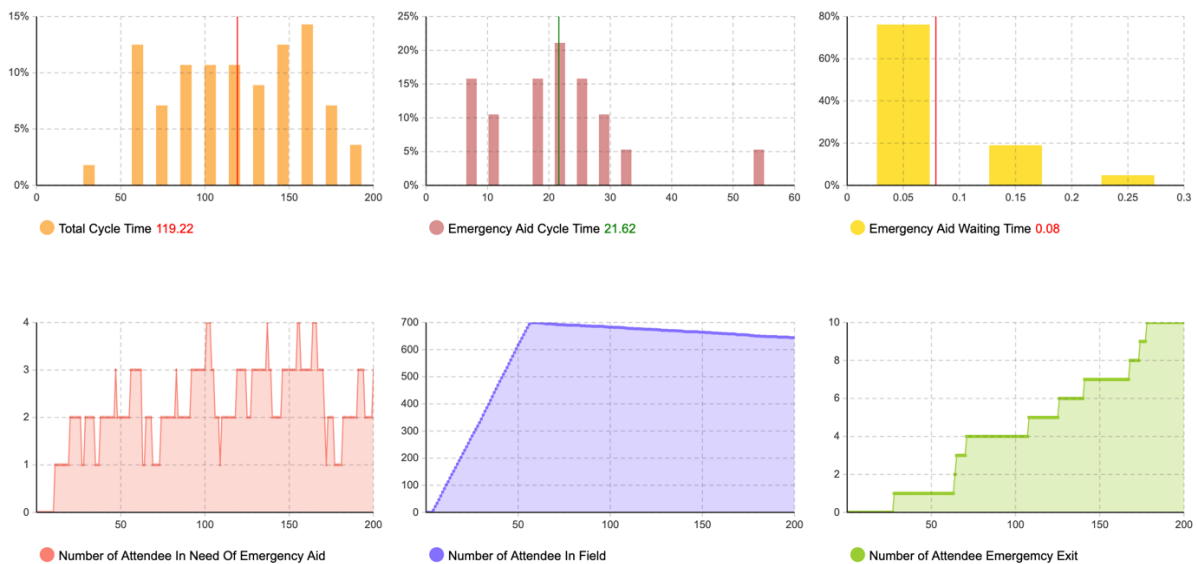 15%
10%
5%
0%
0 50 100 150 200
Total Cycle Time 119.22
25%
20%
15%
10%
5%
0%
0 10 20 30 40 50 60
Emergency Aid Cycle Time 21.62
80%
60%
40%
20%
0%
0 0.05 0.1 0.15 0.2 0.25 0.3
Emergency Aid Waiting Time 0.08
4
3
2
1
0
50 100 150 200
Number of Attendee In Need Of Emergency Aid
700
600
500
400
300
200
100
0
50 100 150 200
Number of Attendee In Field
10
8
6
4
2
0
50 100 150 200
Number of Attendee Emergemcy Exit